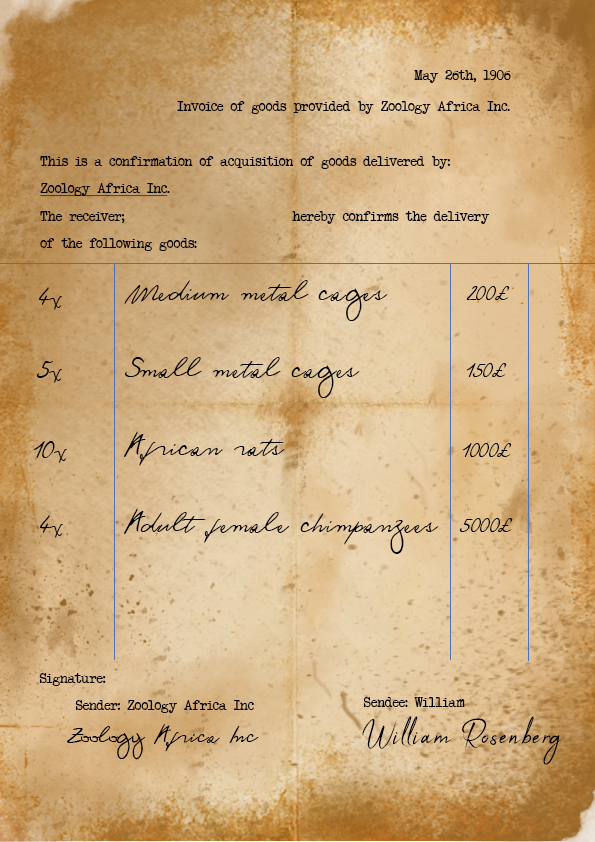 May 26th, 1906
Invoice of goods provided by Zoology Africa Inc.
This is a confirmation of acquisition of goods delivered by:
Zoology Africa Inc.
The receiver; hereby confirms the delivery
of the following goods:
4x Medium metal cages 200£
5x Small metal cages 150£
10x African rats 1000£
4x Adult female chimpanzees 5000£
Signature:
Sender: Zoology Africa Inc Sendee: William
Zoology Africa Inc William Rosenberg